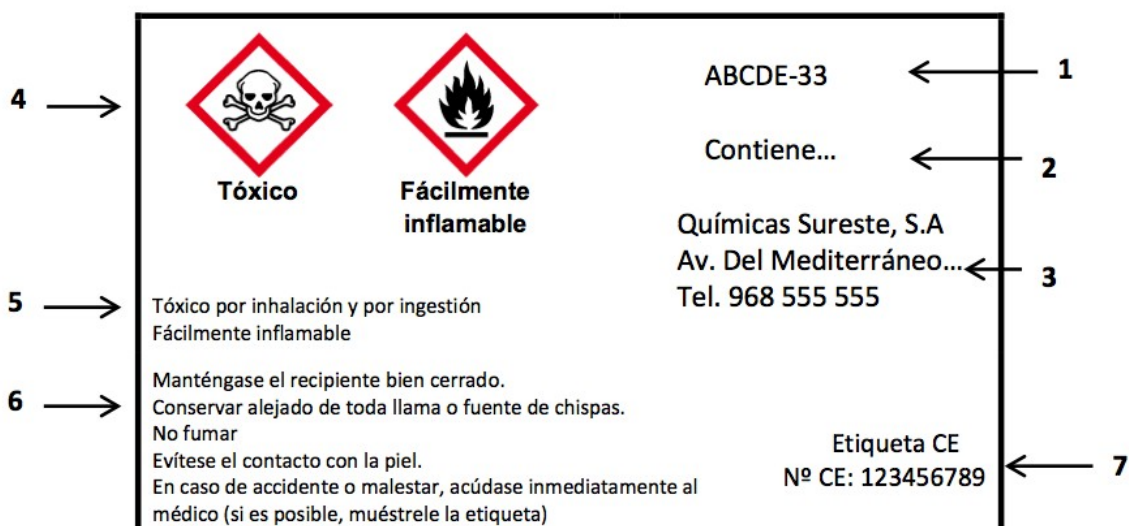 4
Tóxico
Fácilmente
inflamable
ABCDE-33
1
Contiene...
2
Químicas Sureste, S.A
Av. Del Mediterráneo...
Tel. 968 555 555
3
5
Tóxico por inhalación y por ingestión
Fácilmente inflamable
6
Manténgase el recipiente bien cerrado.
Conservar alejado de toda llama o fuente de chispas.
No fumar
Evítese el contacto con la piel.
En caso de accidente o malestar, acúdase inmediatamente al
médico (si es posible, muéstrele la etiqueta)
Etiqueta CE
Nº CE: 123456789
7